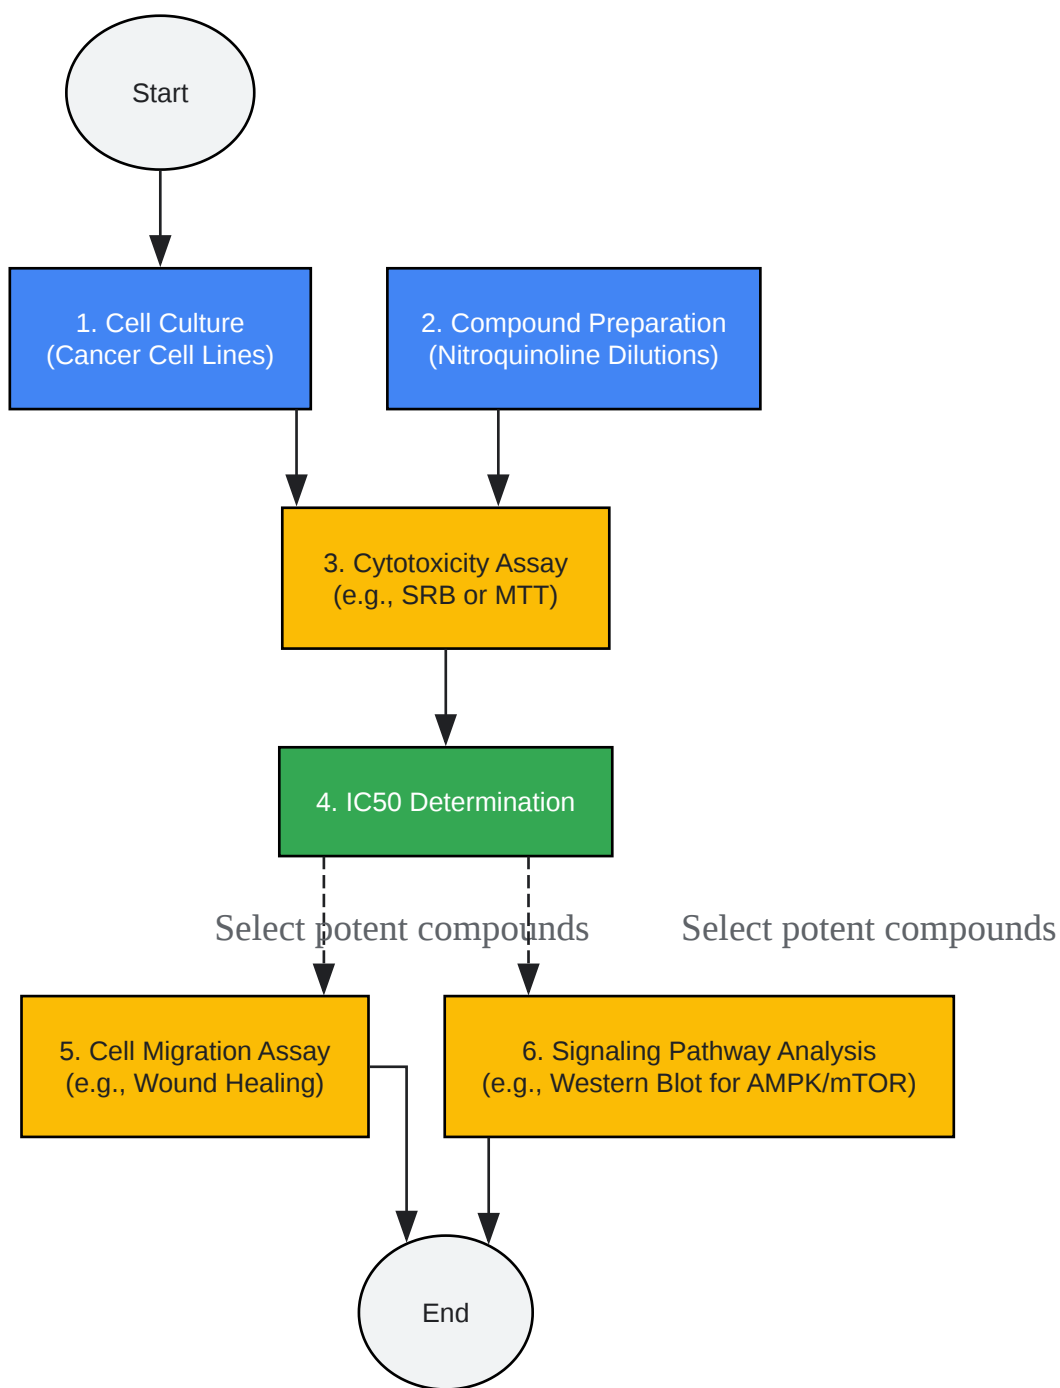 Start
1. Cell Culture
(Cancer Cell Lines)
2. Compound Preparation
(Nitroquinoline Dilutions)
3. Cytotoxicity Assay
(e.g., SRB or MTT)
4. IC50 Determination
Select potent compounds
Select potent compounds
5. Cell Migration Assay
(e.g., Wound Healing)
6. Signaling Pathway Analysis
(e.g., Western Blot for AMPK/mTOR)
End